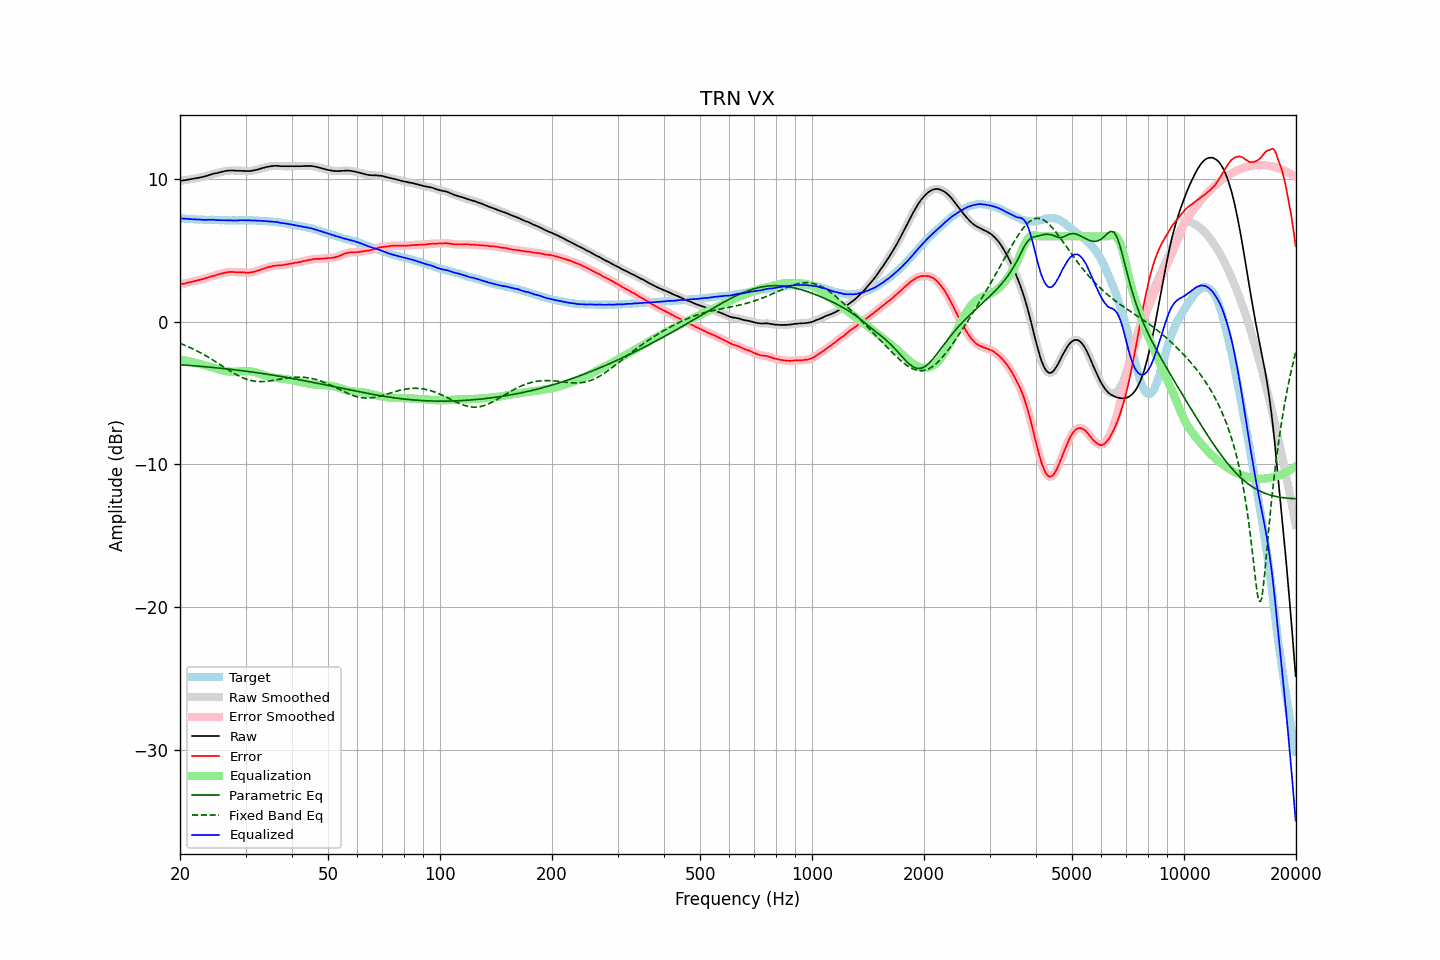 TRN VX
Amplitude (dBr)
10
0
−10
−20
−30
Target
Raw Smoothed
Error Smoothed
Raw
Error
Equalization
Parametric Eq
Fixed Band Eq
Equalized
20 50 100 200 500 1000 2000 5000 10000 20000
Frequency (Hz)